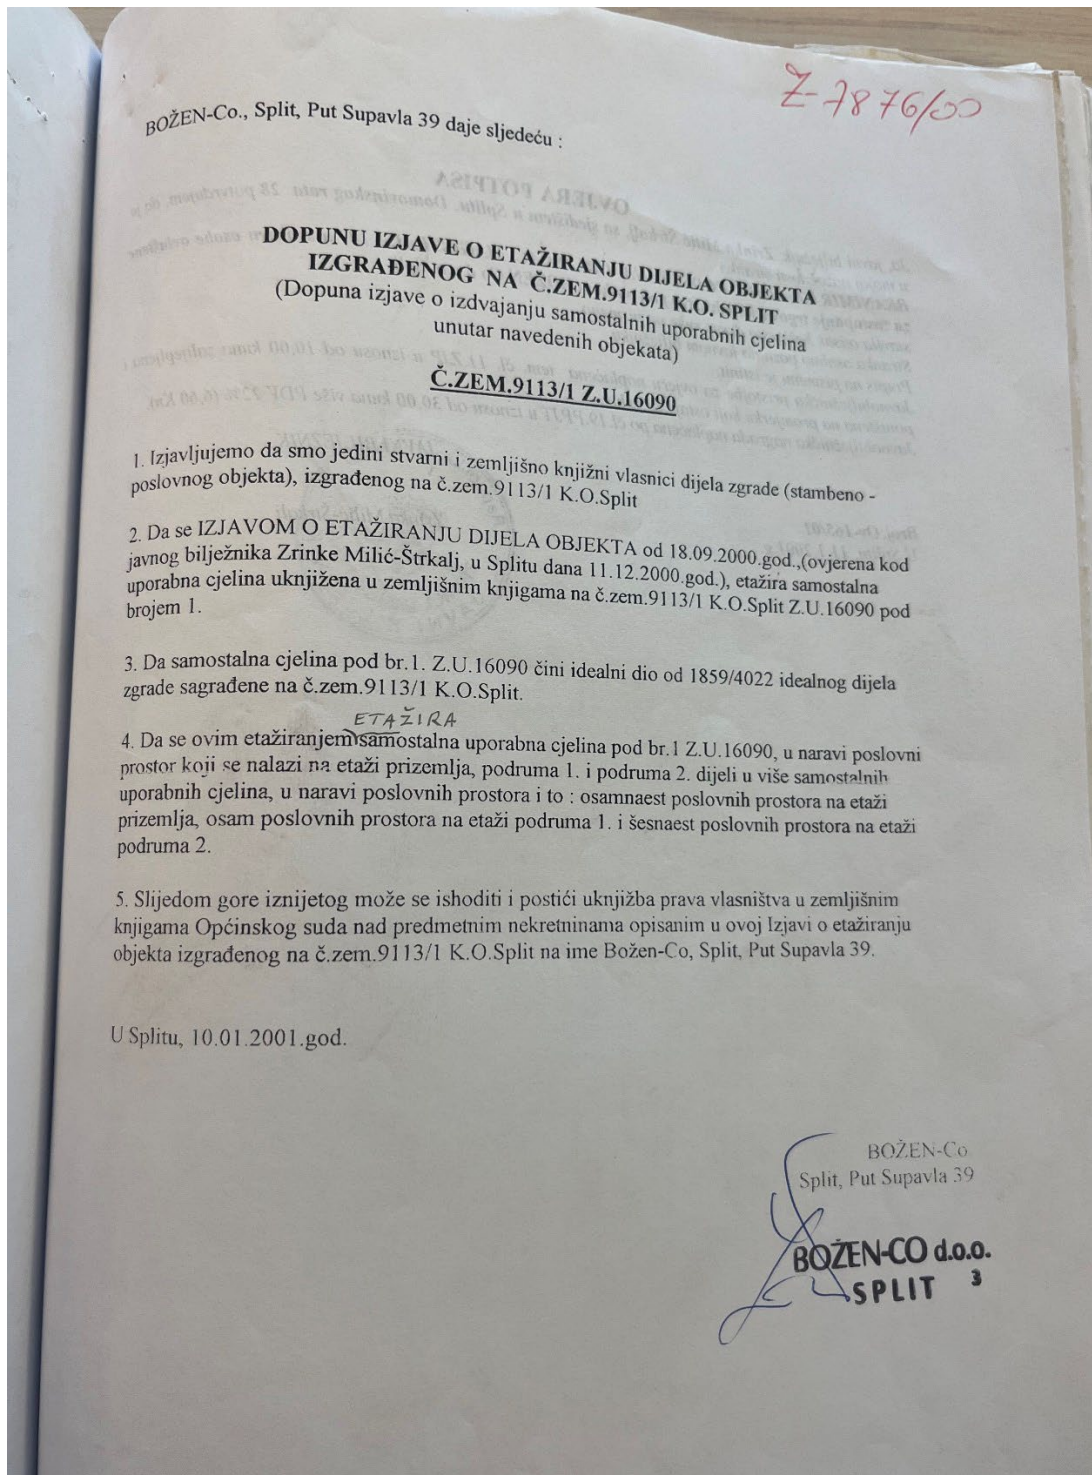 Z-7876/00
BOŽEN-Co., Split, Put Supavla 39 daje sljedeću :
DOPUNU IZJAVE O ETAŽIRANJU DIJELA OBJEKTA
IZGRAĐENOG NA Č.ZEM.9113/1 K.O. SPLIT
(Dopuna izjave o izdvajanju samostalnih uporabnih cjelina
unutar navedenih objekata)
Č.ZEM.9113/1 Z.U.16090
1. Izjavljujemo da smo jedini stvarni i zemljišno knjižni vlasnici dijela zgrade (stambeno -
poslovnog objekta), izgrađenog na č.zem.9113/1 K.O.Split
2. Da se IZJAVOM O ETAŽIRANJU DIJELA OBJEKTA od 18.09.2000.god.,(ovjerena kod
javnog bilježnika Zrinke Milić-Štrkalj, u Splitu dana 11.12.2000.god.), etažira samostalna
uporabna cjelina uknjižena u zemljišnim knjigama na č.zem.9113/1 K.O.Split Z.U.16090 pod
brojem 1.
3. Da samostalna cjelina pod br.1. Z.U.16090 čini idealni dio od 1859/4022 idealnog dijela
zgrade sagrađene na č.zem.9113/1 K.O.Split.
ETAŽIRA
4. Da se ovim etažiranjem samostalna uporabna cjelina pod br.1 Z.U.16090, u naravi poslovni
prostor koji se nalazi na etaži prizemlja, podruma 1. i podruma 2. dijeli u više samostalnih
uporabnih cjelina, u naravi poslovnih prostora i to : osamnaest poslovnih prostora na etaži
prizemlja, osam poslovnih prostora na etaži podruma 1. i šesnaest poslovnih prostora na etaži
podruma 2.
5. Slijedom gore iznijetog može se ishoditi i postići uknjižba prava vlasništva u zemljišnim
knjigama Općinskog suda nad predmetnim nekretninama opisanim u ovoj Izjavi o etažiranju
objekta izgrađenog na č.zem.9113/1 K.O.Split na ime Božen-Co, Split, Put Supavla 39.
U Splitu, 10.01.2001.god.
BOŽEN-Co
Split, Put Supavla 39
BOŽEN-CO d.o.o.
SPLIT 3